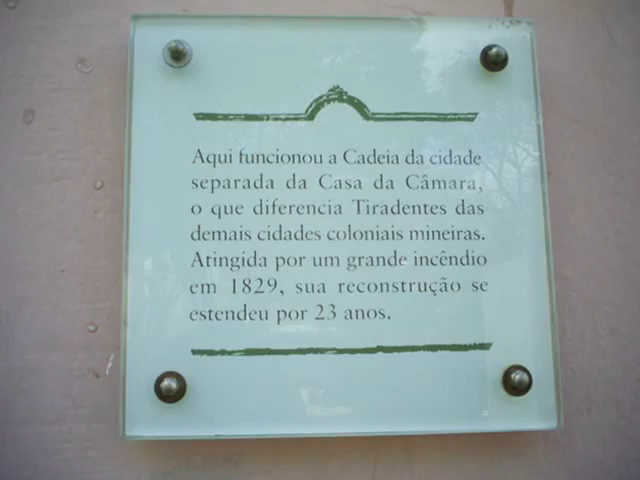 Aqui funcionou a Cadeia da cidade
separada da Casa da Câmara,
o que diferencia Tiradentes das
demais cidades coloniais mineiras.
Atingida por um grande incêndio
em 1829, sua reconstrução se
estendeu por 23 anos.